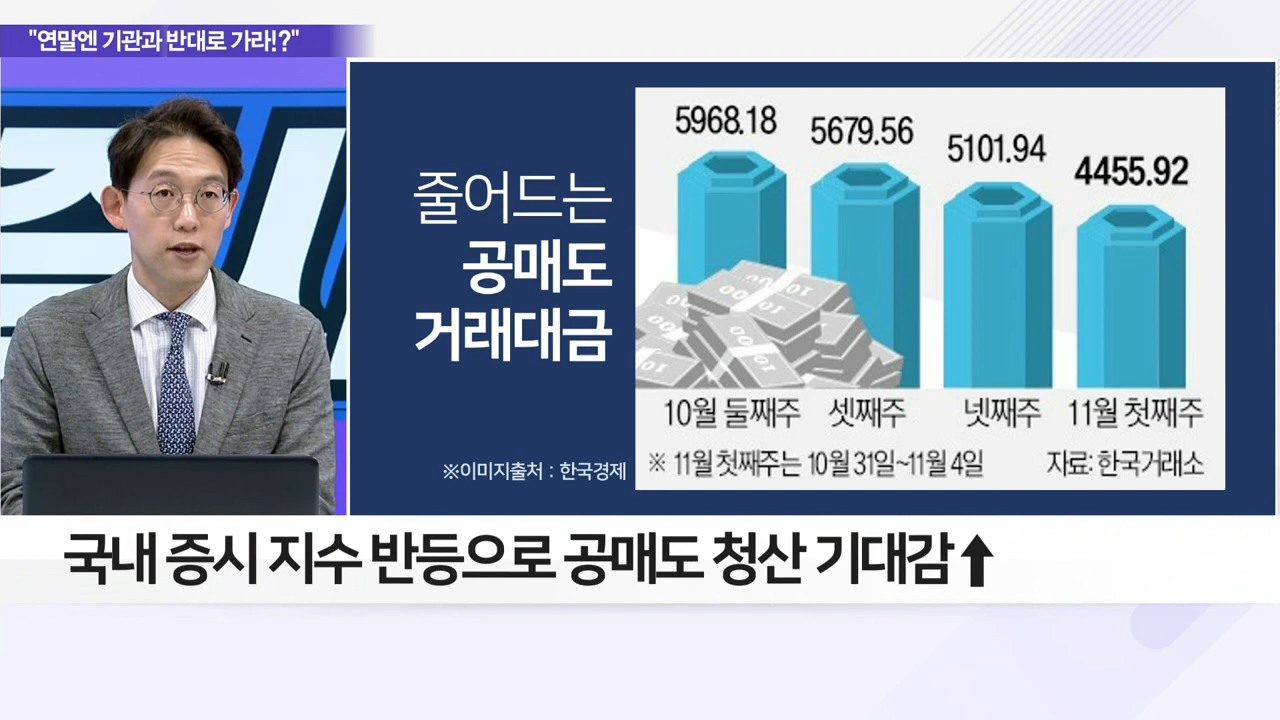 "연말엔 기관과 반대로 가라!?"
줄어드는
공매도
거래대금
※이미지출처 : 한국경제
5968.18
5679.56
5101.94
4455.92
10월 둘째주 셋째주 넷째주 11월 첫째주
※ 11월 첫째주는 10월 31일~11월 4일 자료: 한국거래소
국내 증시 지수 반등으로 공매도 청산 기대감↑